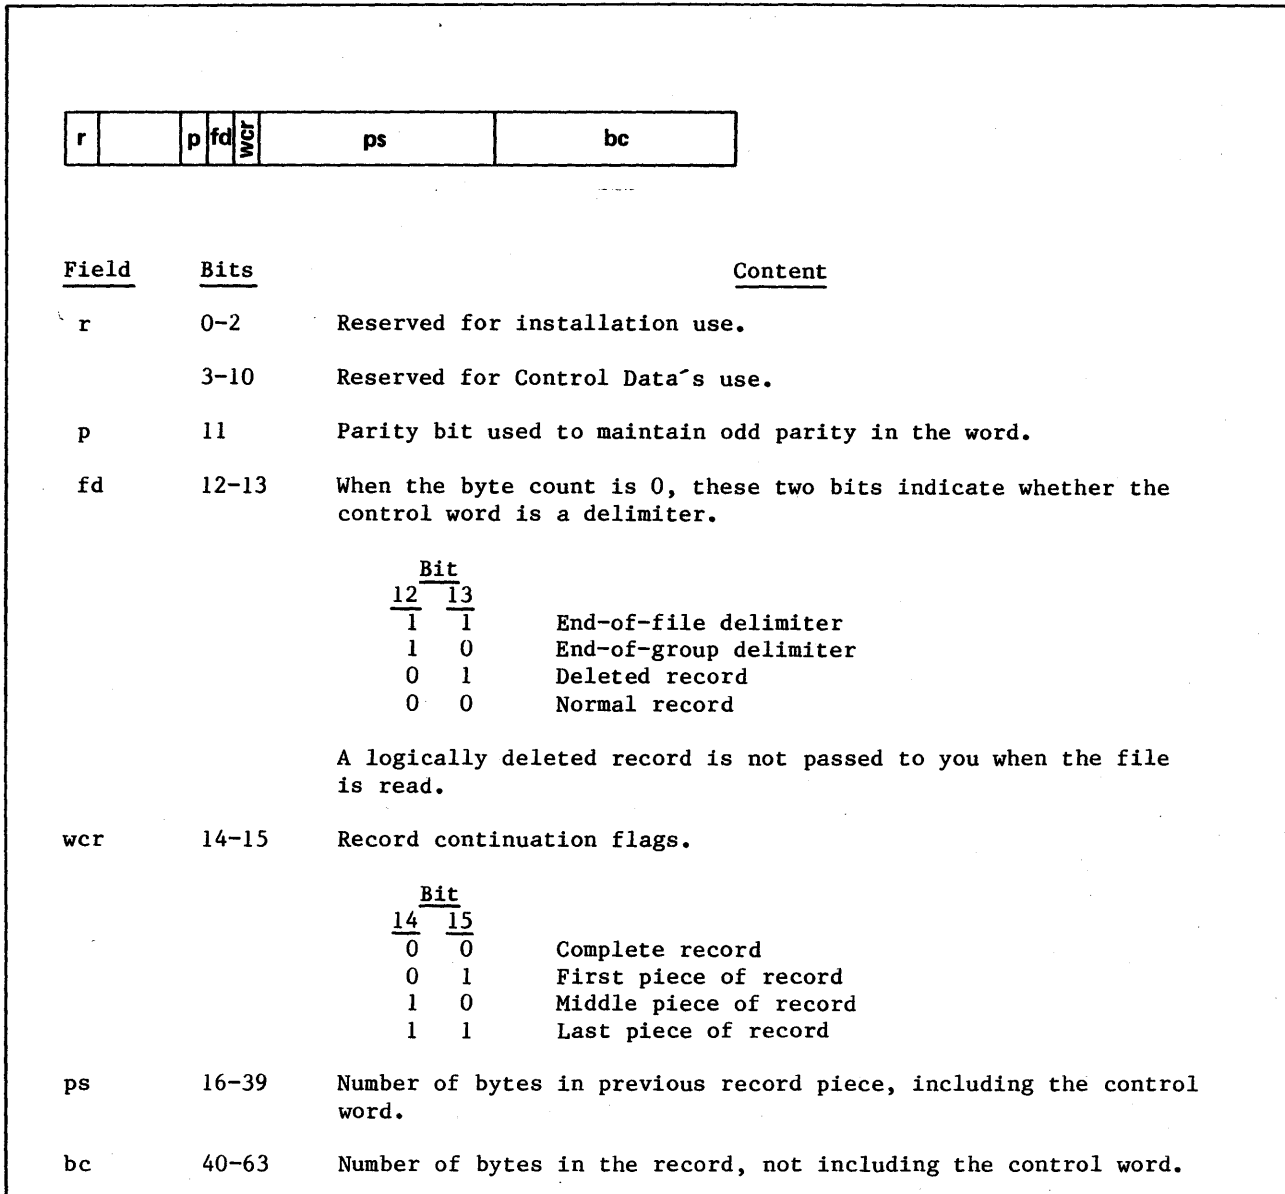 r p fd wcr ps bc
Field Bits Content
r 0-2 Reserved for installation use.
3-10 Reserved for Control Data´s use.
p 11 Parity bit used to maintain odd parity in the word.
fd 12-13 When the byte count is 0, these two bits indicate whether the
control word is a delimiter.
Bit
12 13
1 1 End-of-file delimiter
1 0 End-of-group delimiter
0 1 Deleted record
0 0 Normal record
A logically deleted record is not passed to you when the file
is read.
wcr 14-15 Record continuation flags.
Bit
14 15
0 0 Complete record
0 1 First piece of record
1 0 Middle piece of record
1 1 Last piece of record
ps 16-39 Number of bytes in previous record piece, including the control
word.
bc 40-63 Number of bytes in the record, not including the control word.